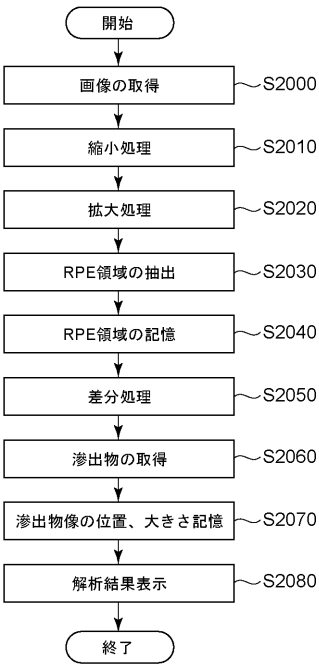 開始
画像の取得 S2000
縮小処理 S2010
拡大処理 S2020
RPE領域の抽出 S2030
RPE領域の記憶 S2040
差分処理 S2050
滲出物の取得 S2060
滲出物像の位置、大きさ記憶 S2070
解析結果表示 S2080
終了